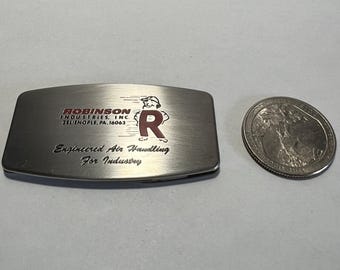 ROBINSON
INDUSTRIES, INC.
ZELIENOPLE, PA. 16063
R
Engineered Air Handling
For Industry